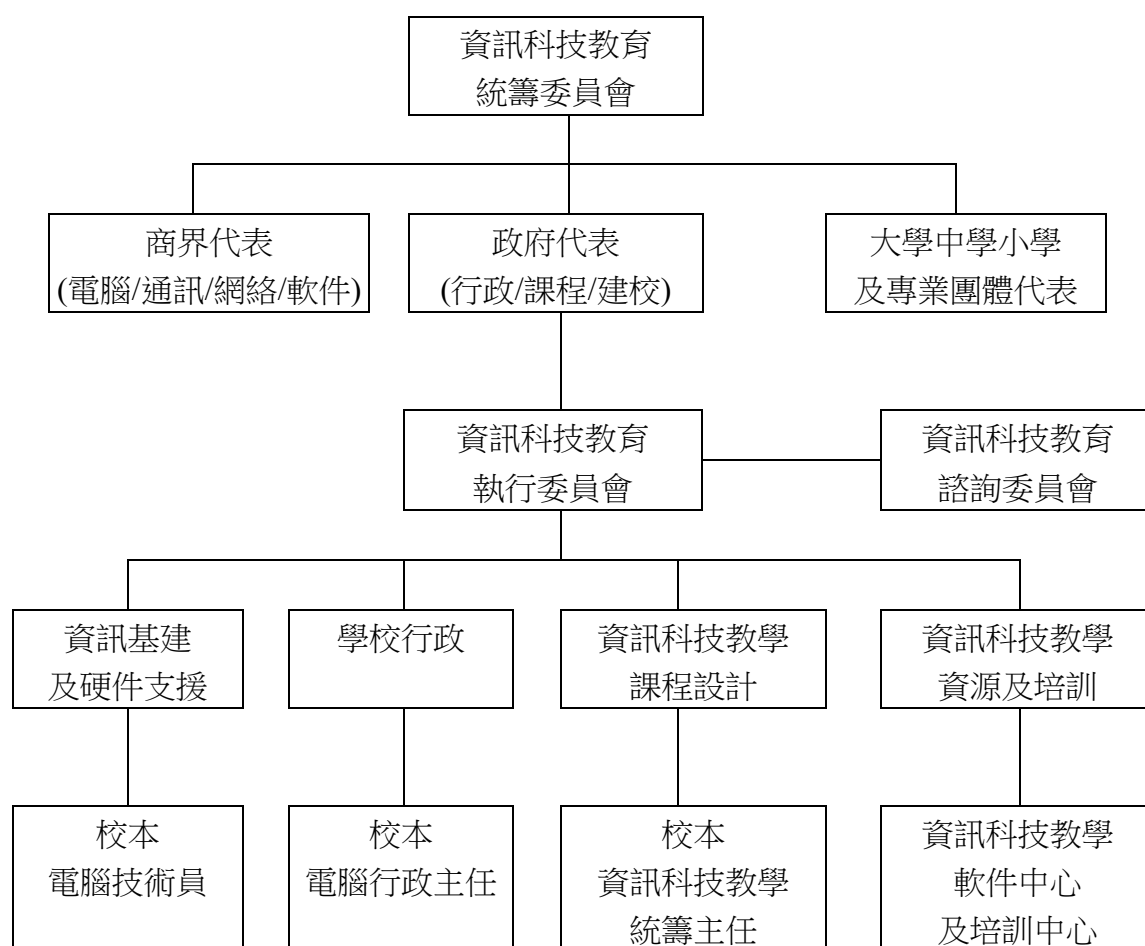 資訊科技教育
統籌委員會
商界代表
(電腦/通訊/網絡/軟件)
政府代表
(行政/課程/建校)
大學中學小學
及專業團體代表
資訊科技教育
執行委員會
資訊科技教育
諮詢委員會
資訊基建
及硬件支援
學校行政
資訊科技教學
課程設計
資訊科技教學
資源及培訓
校本
電腦技術員
校本
電腦行政主任
校本
資訊科技教學
統籌主任
資訊科技教學
軟件中心
及培訓中心